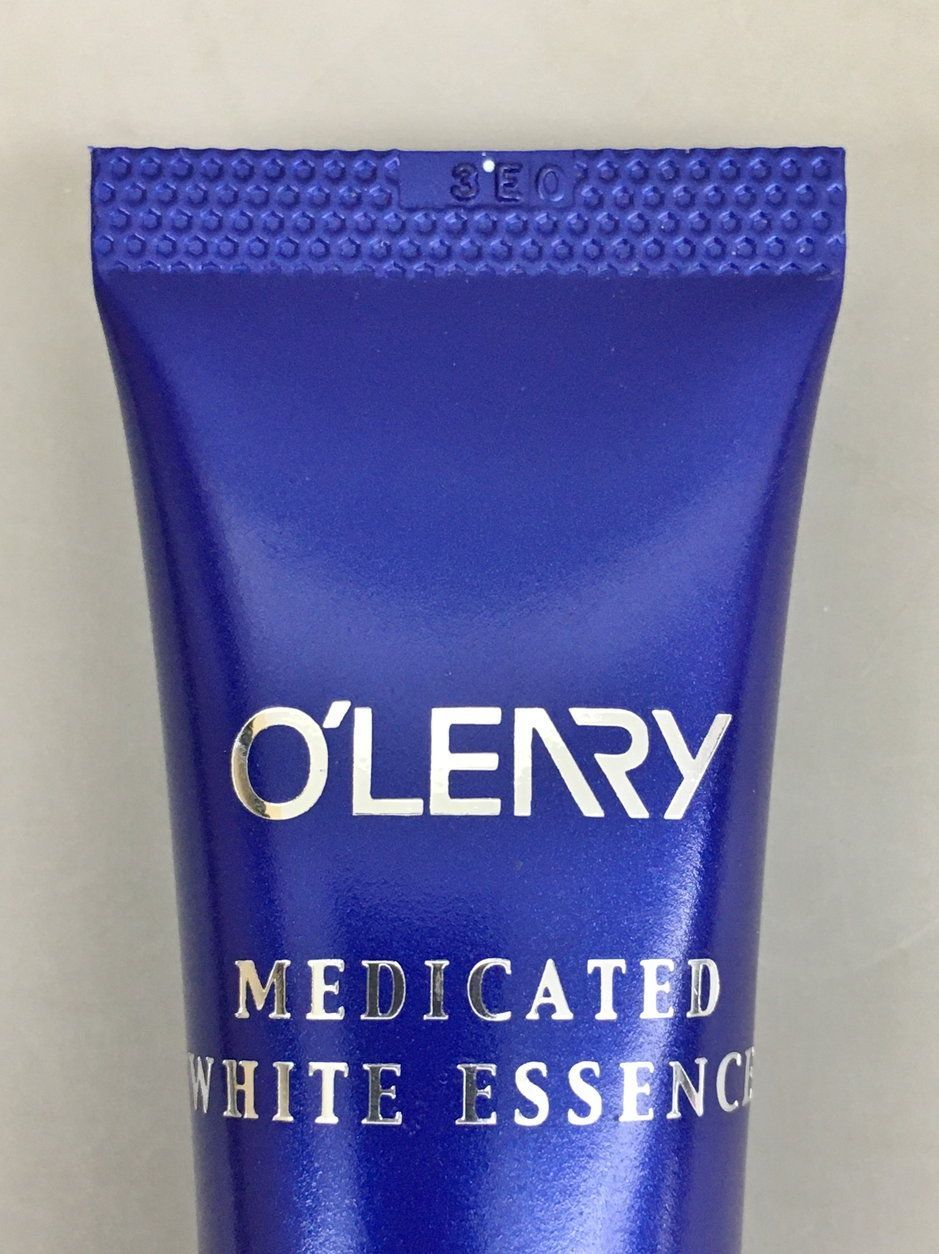 3E0
O'LEARY
MEDICATED
WHITE ESSENCE